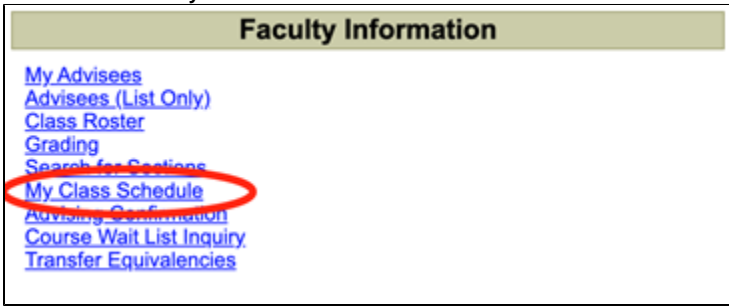 Faculty Information
My Advisees
Advisees (List Only)
Class Roster
Grading
Search for Sections
My Class Schedule
Advising Confirmation
Course Wait List Inquiry
Transfer Equivalencies